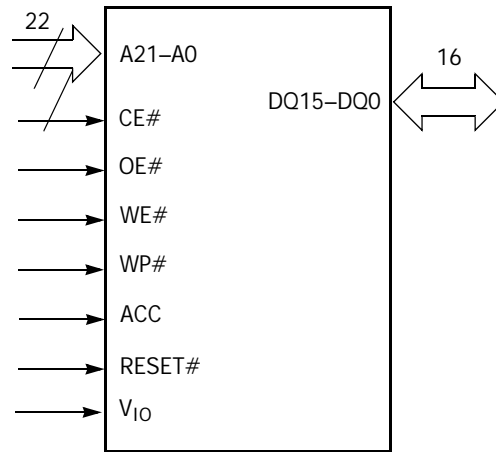 22
A21–A0
16
DQ15–DQ0
CE#
OE#
WE#
WP#
ACC
RESET#
VIO